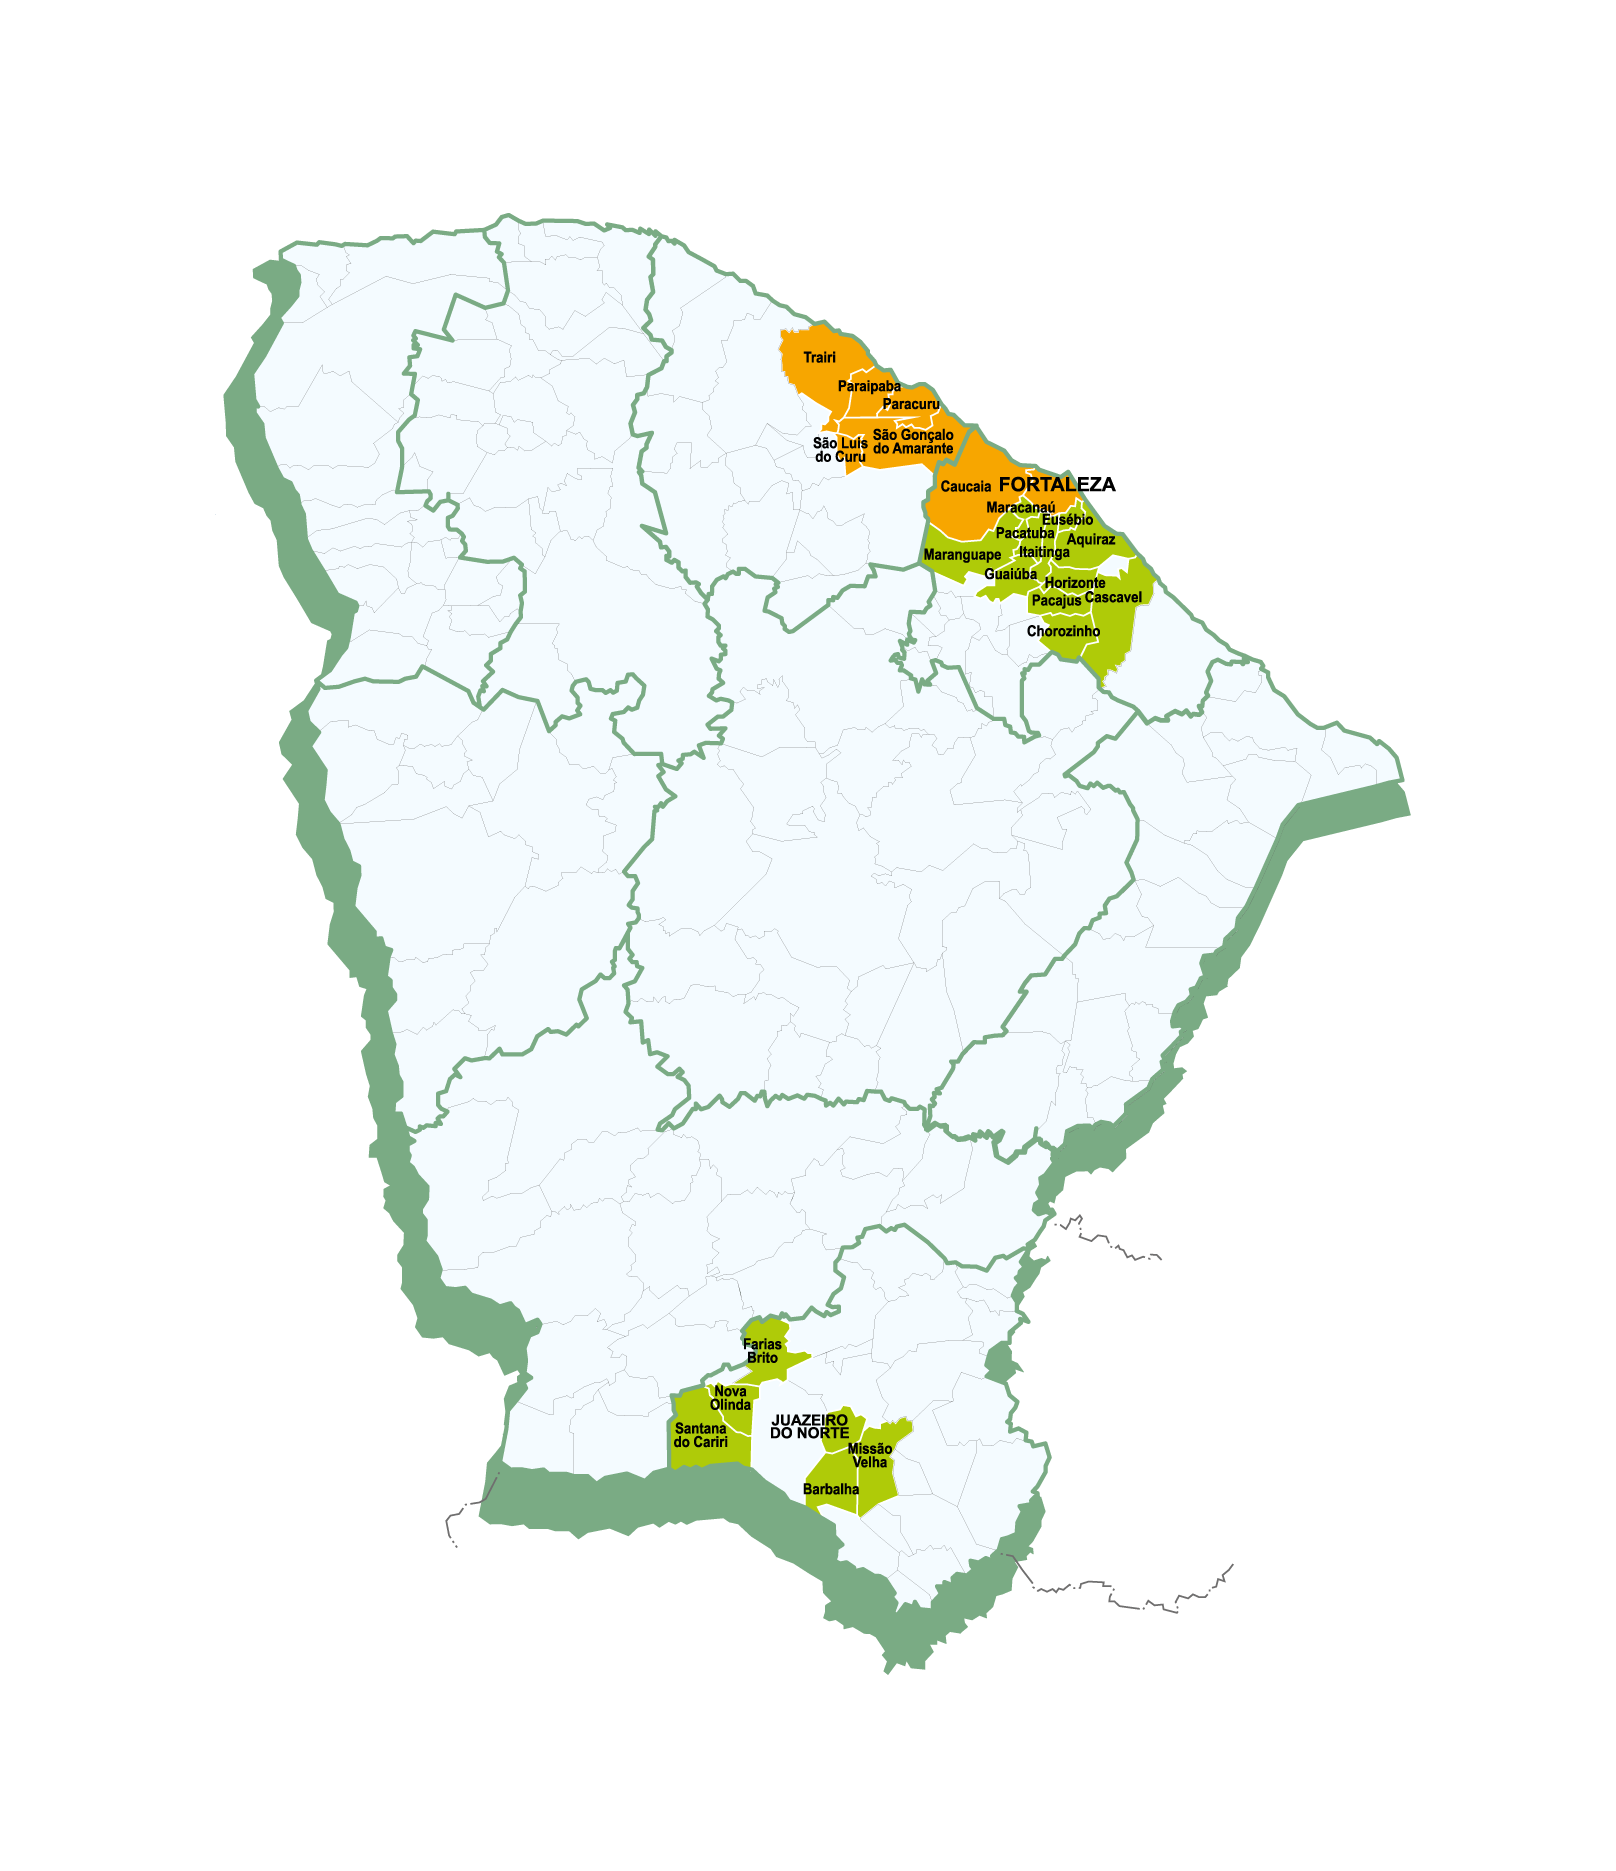 Trairi
Paraipaba
Paracuru
São Gonçalo
do Amarante
São Luís
do Curu
Caucaia
FORTALEZA
Maracanaú
Eusébio
Pacatuba
Aquiraz
Maranguape
Itaitinga
Guaiúba
Horizonte
Pacajus
Cascavel
Chorozinho
Farias
Brito
Nova
Olinda
Santana
do Cariri
JUAZEIRO
DO NORTE
Missão
Velha
Barbalha